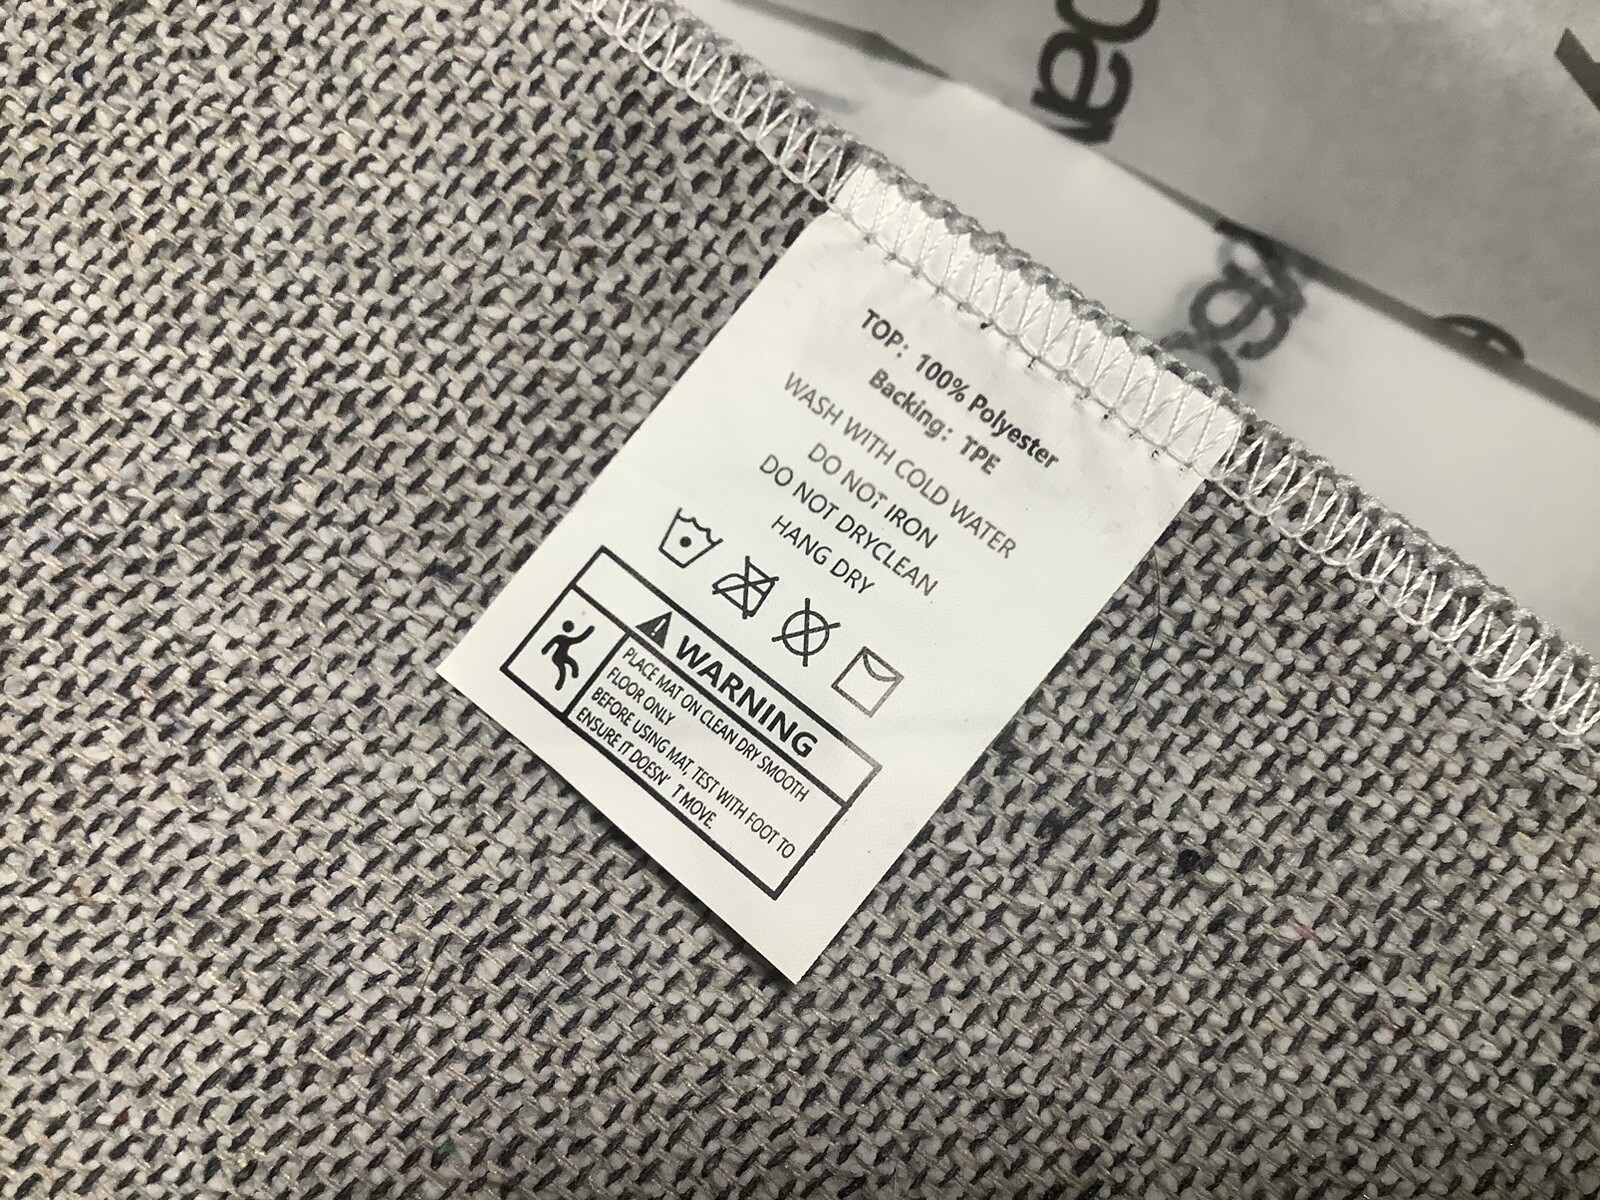 TOP: 100% Polyester
Backing: TPE
WASH WITH COLD WATER
DO NOT IRON
DO NOT DRYCLEAN
HANG DRY
WARNING
PLACE MAT ON CLEAN DRY SMOOTH
FLOOR ONLY
BEFORE USING MAT, TEST WITH FOOT TO
ENSURE IT DOESN' T MOVE.